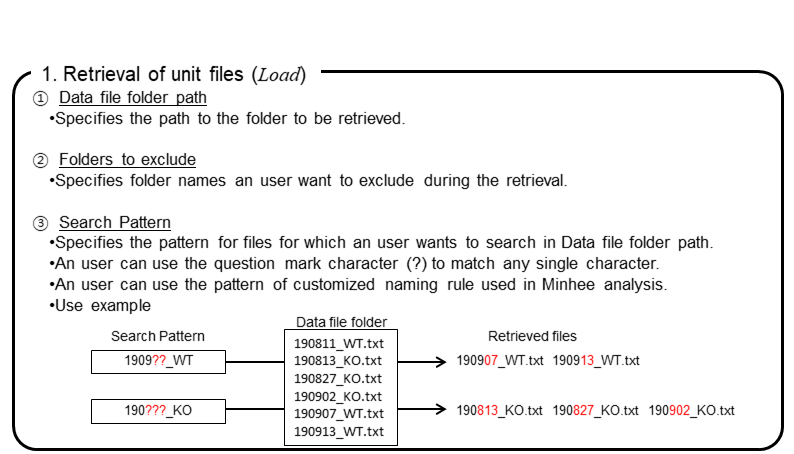 1. Retrieval of unit files (Load)
① Data file folder path
•Specifies the path to the folder to be retrieved.
② Folders to exclude
•Specifies folder names an user want to exclude during the retrieval.
③ Search Pattern
•Specifies the pattern for files for which an user wants to search in Data file folder path.
•An user can use the question mark character (?) to match any single character.
•An user can use the pattern of customized naming rule used in Minhee analysis.
•Use example
Search Pattern
1909??_WT
190???_KO
Data file folder
190811_WT.txt
190813_KO.txt
190827_KO.txt
190902_KO.txt
190907_WT.txt
190913_WT.txt
Retrieved files
190907_WT.txt 190913_WT.txt
190813_KO.txt 190827_KO.txt 190902_KO.txt